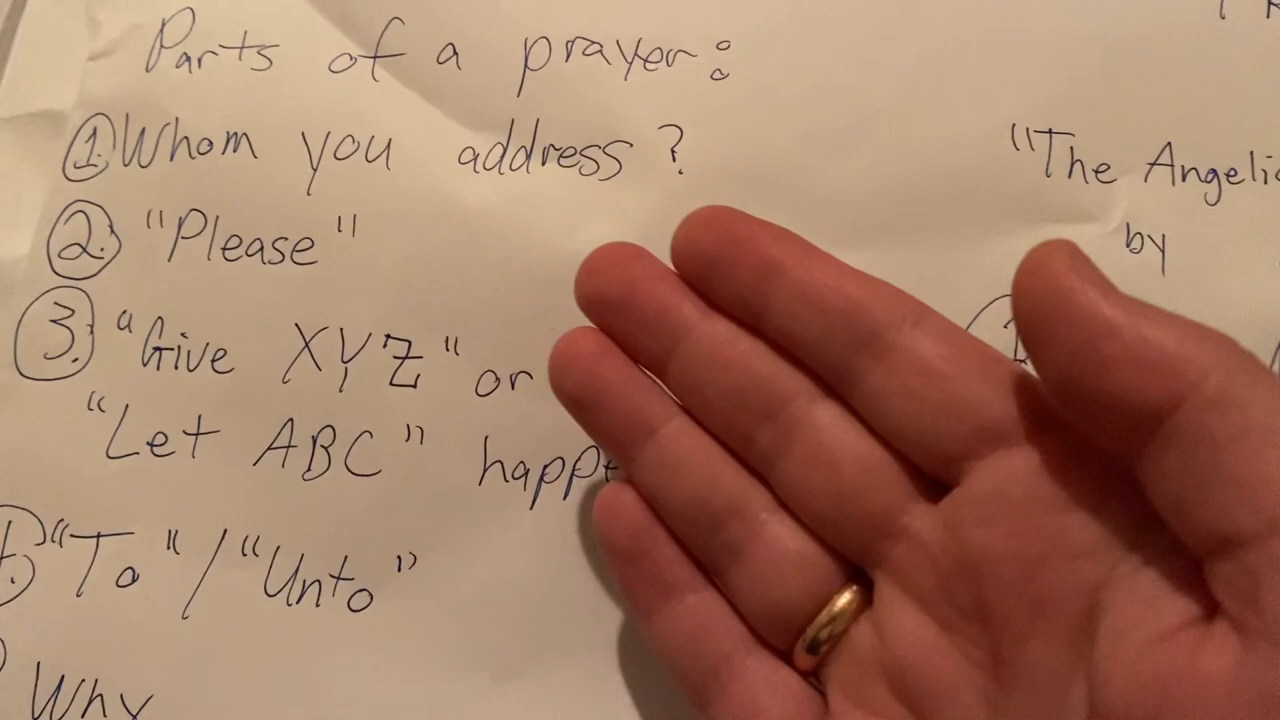 Parts of a prayer:
1. Whom you address?
2. "Please"
3. "Give XYZ" or
"Let ABC" happe
"To"/"Unto"
Why
"The Angeli
by